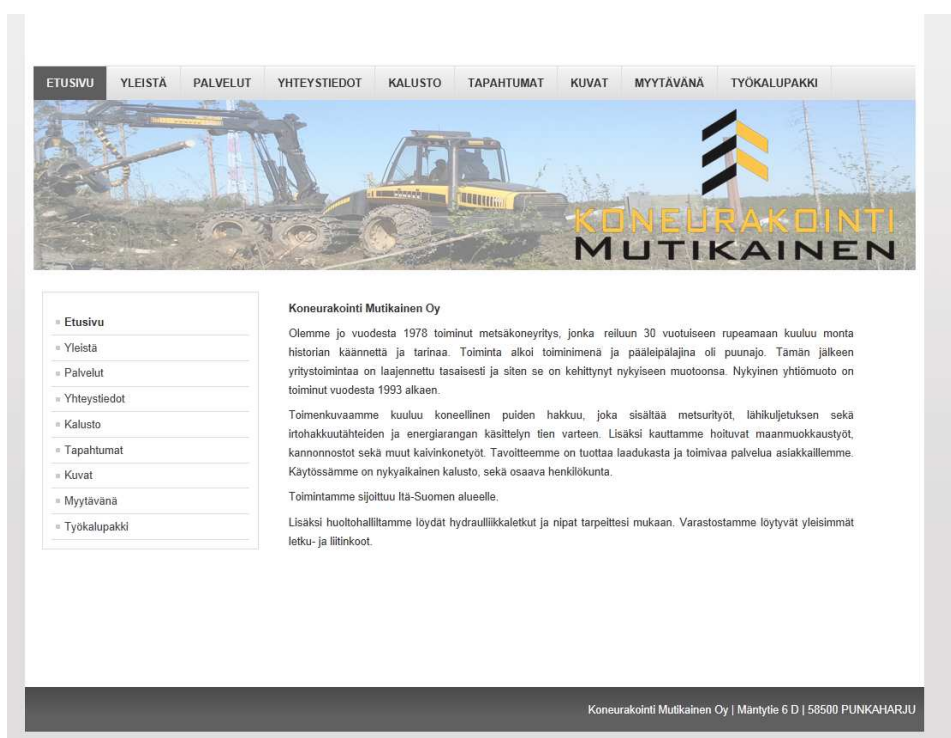 ETUSIVU YLEISTÄ PALVELUT YHTEYSTIEDOT KALUSTO TAPAHTUMAT KUVAT MYYTÄVÄNÄ TYÖKALUPAKKI
KONEURAKOINTI
MUTIKAINEN
Etusivu
Yleistä
Palvelut
Yhteystiedot
Kalusto
Tapahtumat
Kuvat
Myytävänä
Työkalupakki
Koneurakointi Mutikainen Oy
Olemme jo vuodesta 1978 toiminut metsäkoneyritys, jonka reiluun 30 vuotuiseen rupeamaan kuuluu monta
historian käännettä ja tarinaa. Toiminta alkoi toiminimenä ja pääleipälajina oli puunajo. Tämän jälkeen
yritystoimintaa on laajennettu tasaisesti ja siten se on kehittynyt nykyiseen muotoonsa. Nykyinen yhtiömuoto on
toiminut vuodesta 1993 alkaen.
Toimenkuvaamme kuuluu koneellinen puiden hakkuu, joka sisältää metsurityöt, lähikuljetuksen sekä
irtohakkuutähteiden ja energiarangan käsittelyn tien varteen. Lisäksi kauttamme hoituvat maanmuokkaustyöt,
kannonnostot sekä muut kaivinkonetyöt. Tavoitteemme on tuottaa laadukasta ja toimivaa palvelua asiakkaillemme.
Käytössämme on nykyaikainen kalusto, sekä osaava henkilökunta.
Toimintamme sijoittuu Itä-Suomen alueelle.
Lisäksi huoltohalliltamme löydät hydraulliikkaletkut ja nipat tarpeittesi mukaan. Varastostamme löytyvät yleisimmät
letku- ja liitinkoot.
Koneurakointi Mutikainen Oy | Mäntytie 6 D | 58500 PUNKAHARJU